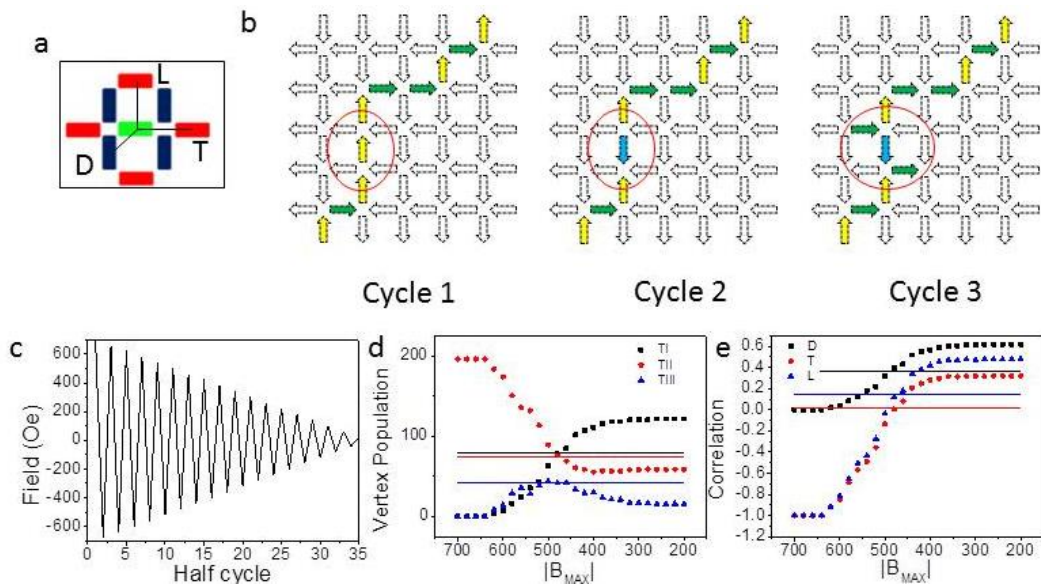 a
L
D
T
b
Cycle 1
Cycle 2
Cycle 3
c
Field (Oe)
600
400
200
0
-200
-400
-600
0 5 10 15 20 25 30 35
Half cycle
d
Vertex Population
200
100
0
TI
TII
TIII
700 600 500 400 300 200
|B_MAX|
e
Correlation
0.6
0.4
0.2
0.0
-0.2
-0.4
-0.6
-0.8
-1.0
-1.2
D
T
L
700 600 500 400 300 200
|B_MAX|